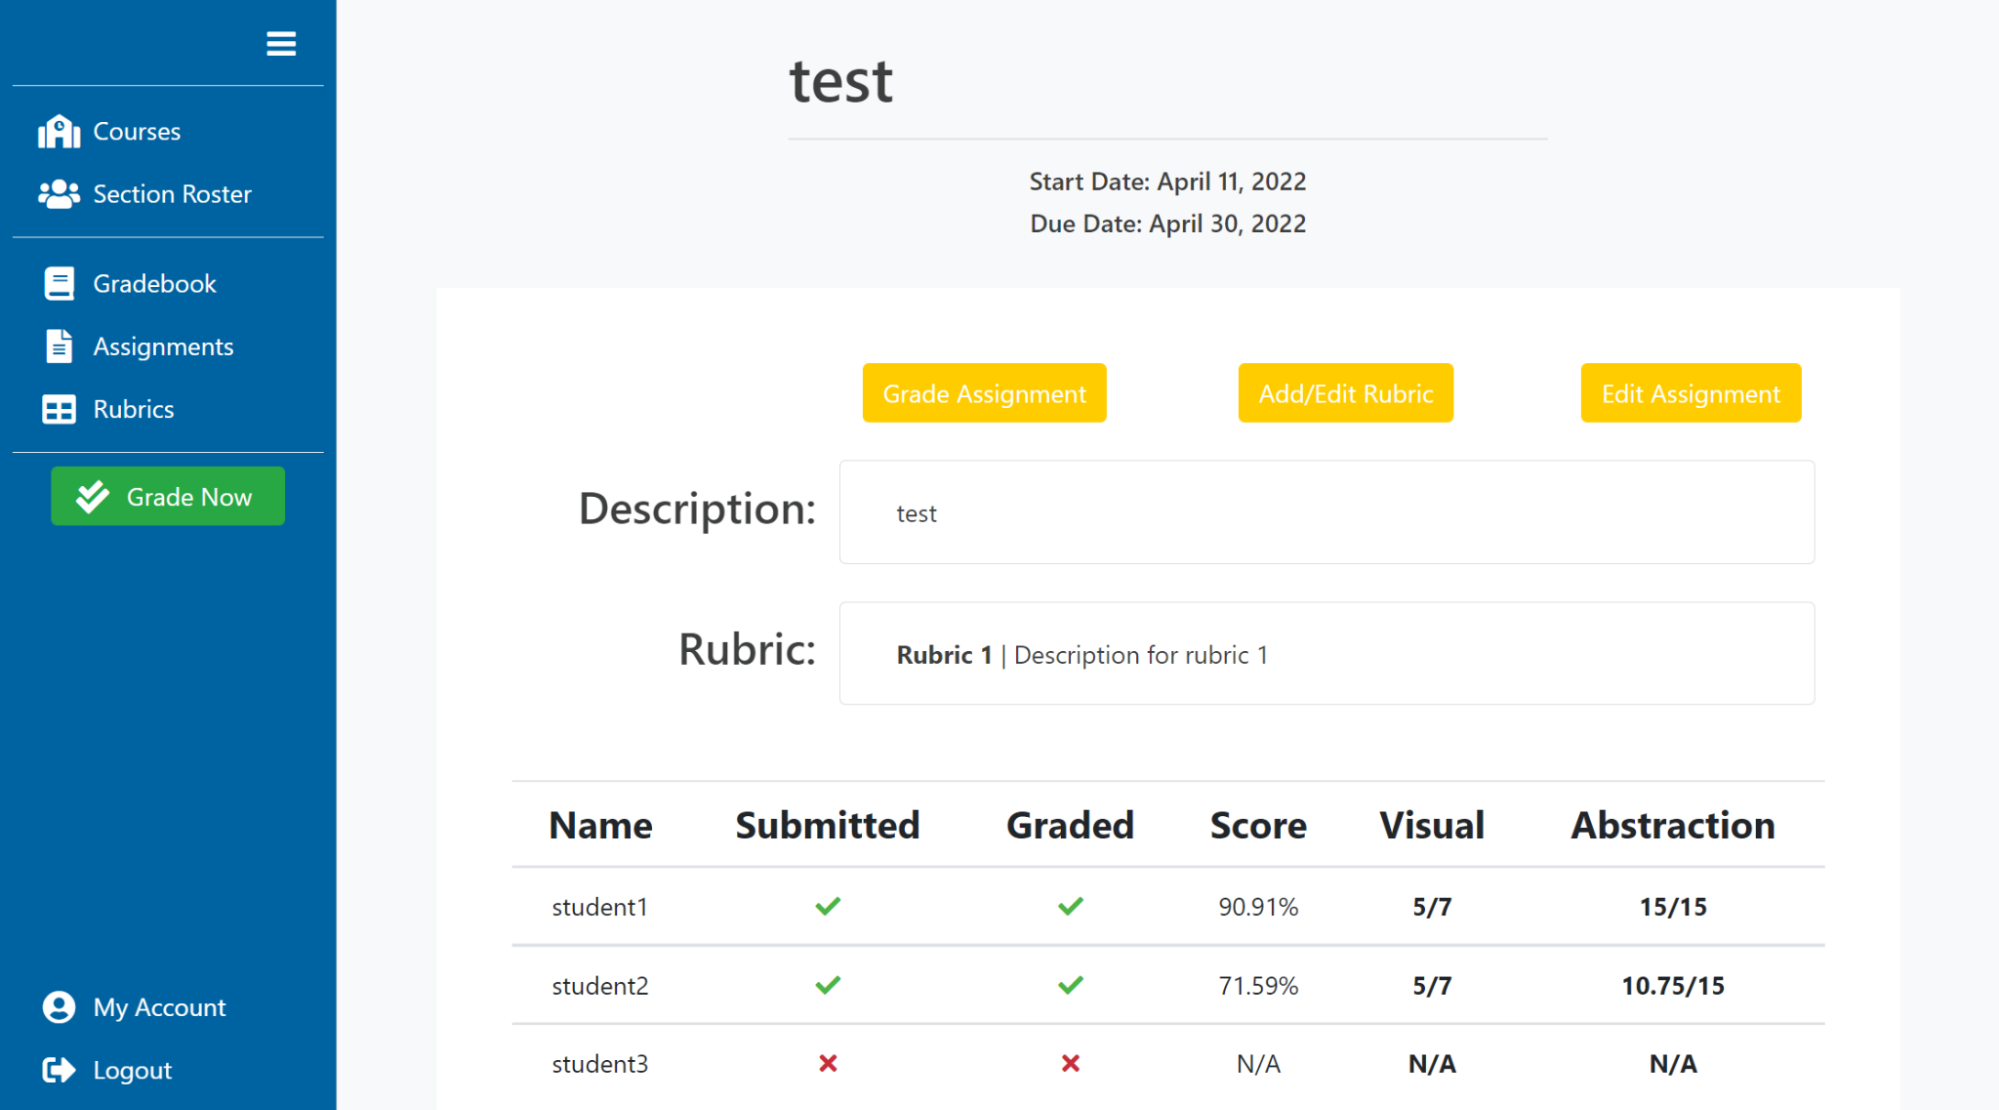 Courses
Section Roster
Gradebook
Assignments
Rubrics
Grade Now
My Account
Logout
test
Start Date: April 11, 2022
Due Date: April 30, 2022
Grade Assignment Add/Edit Rubric Edit Assignment
Description: test
Rubric: Rubric 1 | Description for rubric 1
Name Submitted Graded Score Visual Abstraction
student1 90.91% 5/7 15/15
student2 71.59% 5/7 10.75/15
student3 N/A N/A N/A